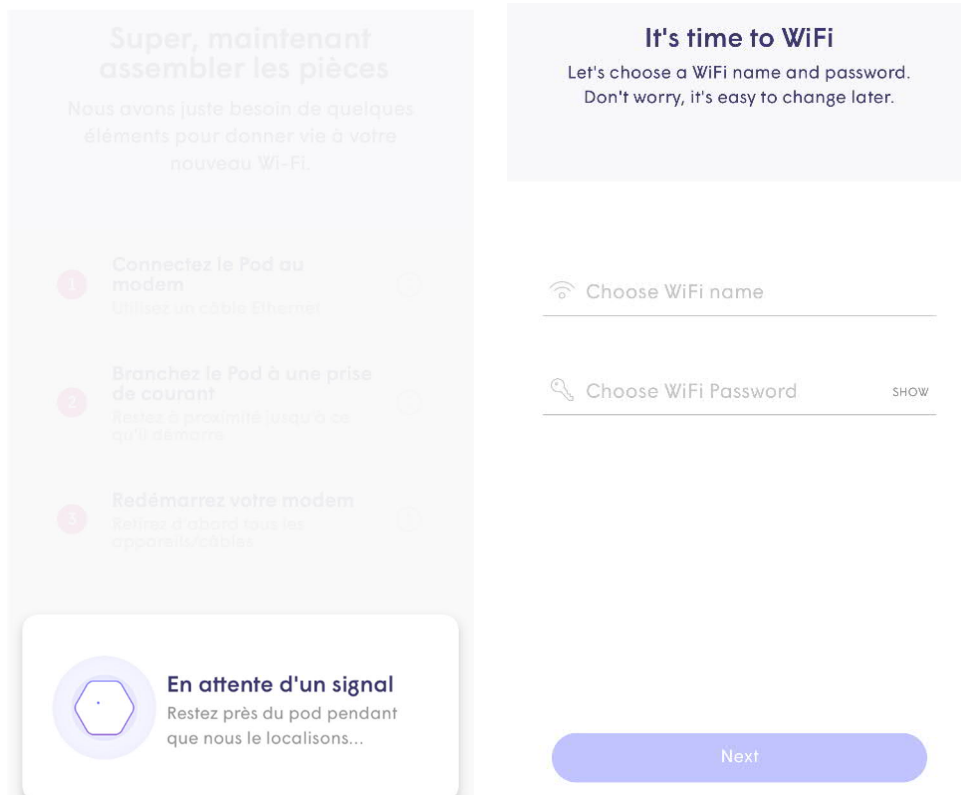 Super, maintenant
assembler les pièces
Nous avons juste besoin de quelques
éléments pour donner vie à votre
nouveau Wi-Fi.
1
Connectez le Pod au
modem
Utilisez un câble Ethernet
2
Branchez le Pod à une prise
de courant
Restez à proximité jusqu'à ce
qu'il démarre
3
Redémarrez votre modem
Retirez d'abord tous les
appareils/câbles
En attente d'un signal
Restez près du pod pendant
que nous le localisons...
It's time to WiFi
Let's choose a WiFi name and password.
Don't worry, it's easy to change later.
Choose WiFi name
Choose WiFi Password
SHOW
Next